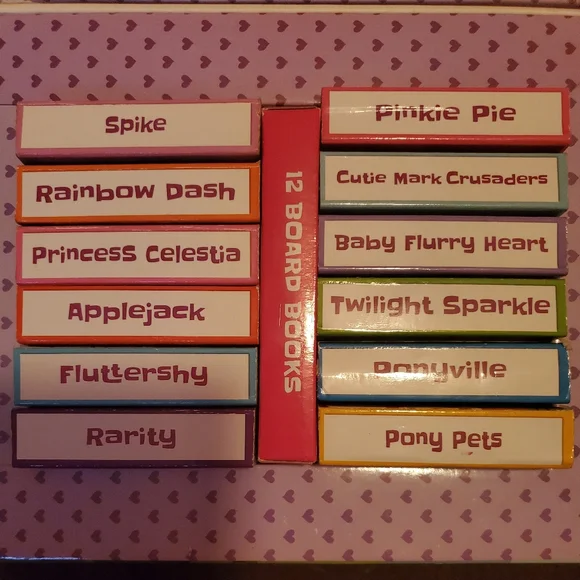 Spike
Rainbow Dash
Princess Celestia
Applejack
Fluttershy
Rarity
12 BOARD BOOKS
Pinkie Pie
Cutie Mark Crusaders
Baby Flurry Heart
Twilight Sparkle
Ponyville
Pony Pets